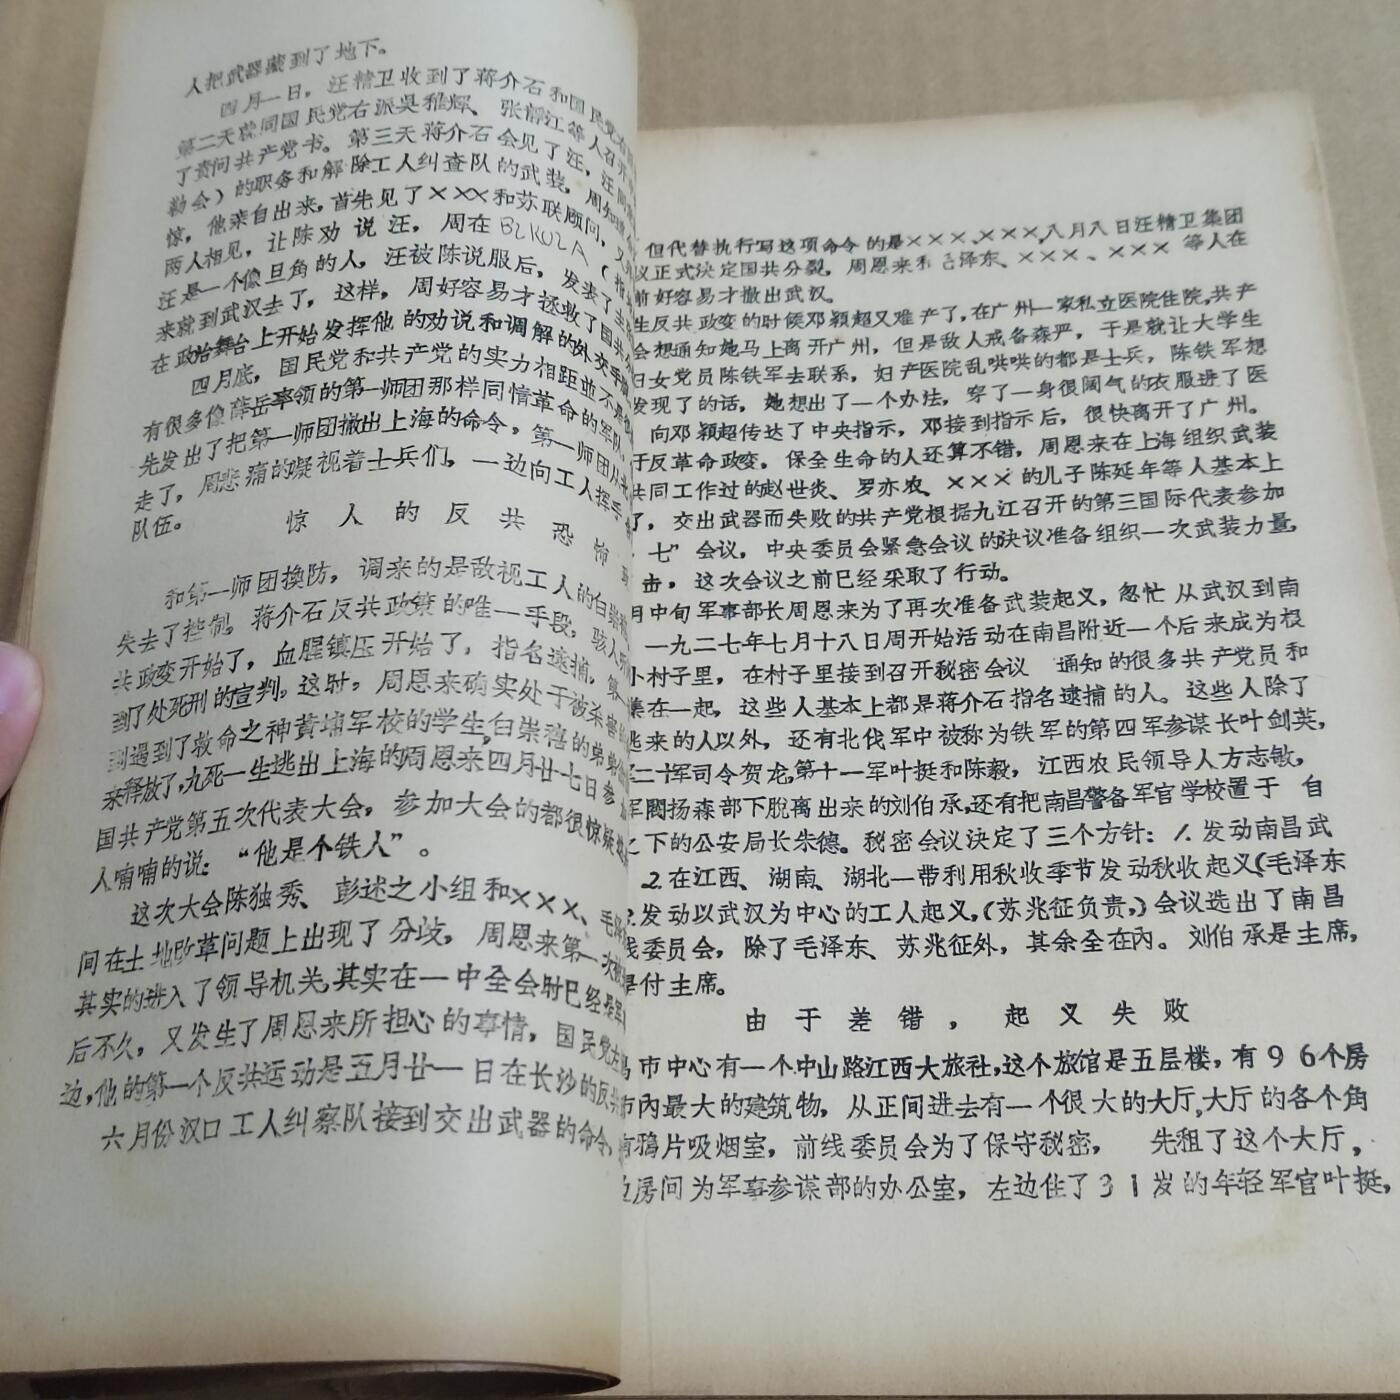 人把武器藏到了地下。
四月一日，汪精卫收到了蒋介石和国民党右
第二天就同国民党右派吴稚辉、张静江等人召开
了责问共产党书。第三天蒋介石会见了汪，汪同
勒会）的职务和解除工人纠查队的武装，周知
惊，他亲自出来，首先见了×××和苏联顾问，又
两人相见，让陈劝说汪，周在BZKUZA（指
汪是一个像旦角的人，汪被陈说服后，发表了
来就到武汉去了，这样，周好容易才拯救了国共
在政治舞台上开始发挥他的劝说和调解的外交手
四月底，国民党和共产党的实力相距並不是
有很多像薛岳率领的第一师团那样同情革命的军队，
先发出了把第一师团撤出上海的命令，第一师团从
走了，周悲痛的凝视着士兵们，一边向工人挥手
队伍。
惊人的反共恐怖
和第一师团换防，调来的是敌视工人的白崇
失去了控制，蒋介石反共政策的唯一手段，骇人
共政变开始了，血腥镇压开始了，指名逮捕，
到了处死刑的宣判，这时，周恩来确实处于被杀害
到遇到了救命之神黄埔军校的学生，白崇禧的弟弟
来释放了，九死一生逃出上海的周恩来四月廿七日参加
国共产党第五次代表大会，参加大会的都很惊疑
人喃喃的说：“他是个铁人”。
这次大会陈独秀、彭述之小组和×××、毛泽
间在土地改革问题上出现了分歧，周恩来第一次
其实的进入了领导机关，其实在一中全会时已经是军
后不久，又发生了周恩来所担心的事情，国民党左
边，他的第一个反共运动是五月廿一日在长沙的反共
六月份汉口工人纠察队接到交出武器的命令，
但代替执行写这项命令的是×××、×××，八月八日汪精卫集团
议正式决定国共分裂，周恩来和毛泽东、×××、×××等人在
前好容易才撤出武汉。
生反共政变的时候邓颖超又难产了，在广州一家私立医院住院，共产
会想通知她马上离开广州，但是敌人戒备森严，于是就让大学生
妇女党员陈铁军去联系，妇产医院乱哄哄的都是士兵，陈铁军想
发现了的话，她想出了一个办法，穿了一身很阔气的衣服进了医
向邓颖超传达了中央指示，邓接到指示后，很快离开了广州。
于反革命政变，保全生命的人还算不错，周恩来在上海组织武装
共同工作过的赵世炎、罗亦农、×××的儿子陈延年等人基本上
了，交出武器而失败的共产党根据九江召开的第三国际代表参加
七”会议，中央委员会紧急会议的决议准备组织一次武装力量，
击，这次会议之前已经采取了行动。
月中旬军事部长周恩来为了再次准备武装起义，忽忙从武汉到南
一九二七年七月十八日周开始活动在南昌附近一个后来成为根
小村子里，在村子里接到召开秘密会议 通知的很多共产党员和
集在一起，这些人基本上都是蒋介石指名逮捕的人。这些人除了
些来的人以外，还有北伐军中被称为铁军的第四军参谋长叶剑英，
二十军司令贺龙，第十一军叶挺和陈毅，江西农民领导人方志敏，
军閥扬森部下脱离出来的刘伯承，还有把南昌警备军官学校置于 自
之下的公安局长朱德。秘密会议决定了三个方针：1.发动南昌武
2.在江西、湖南、湖北一带利用秋收季节发动秋收起义（毛泽东
3.发动以武汉为中心的工人起义，（苏兆征负责，）会议选出了南昌
线委员会，除了毛泽东、苏兆征外，其余全在內。刘伯承是主席，
是付主席。
由于差错，起义失败
市中心有一个中山路江西大旅社，这个旅馆是五层楼，有96个房
市內最大的建筑物，从正间进去有一个很大的大厅，大厅的各个角
有鸦片吸烟室，前线委员会为了保守秘密， 先租了这个大厅，
边房间为军事参谋部的办公室，左边住了31岁的年轻军官叶挺，